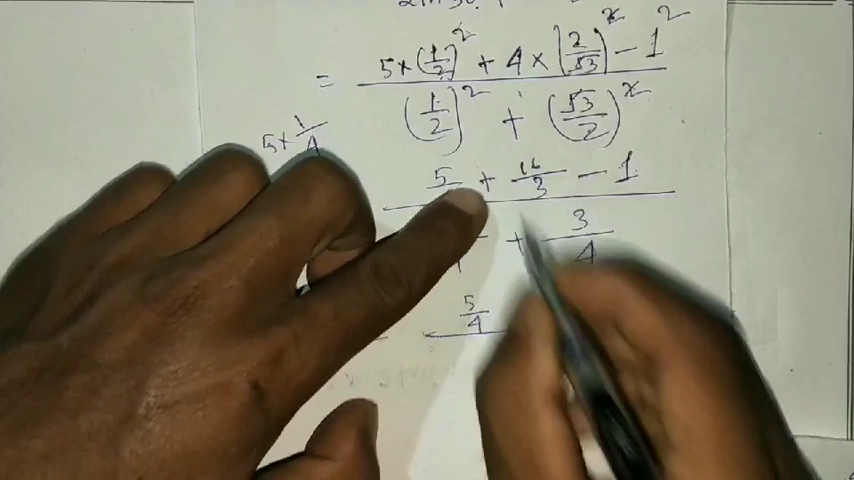 = 5×(1/2)² + 4×(2/√3)² − 1² / (1/2)² + (√3/2)²
5×1/4
5 + 16/3 − 1 / + 3/4
5/4